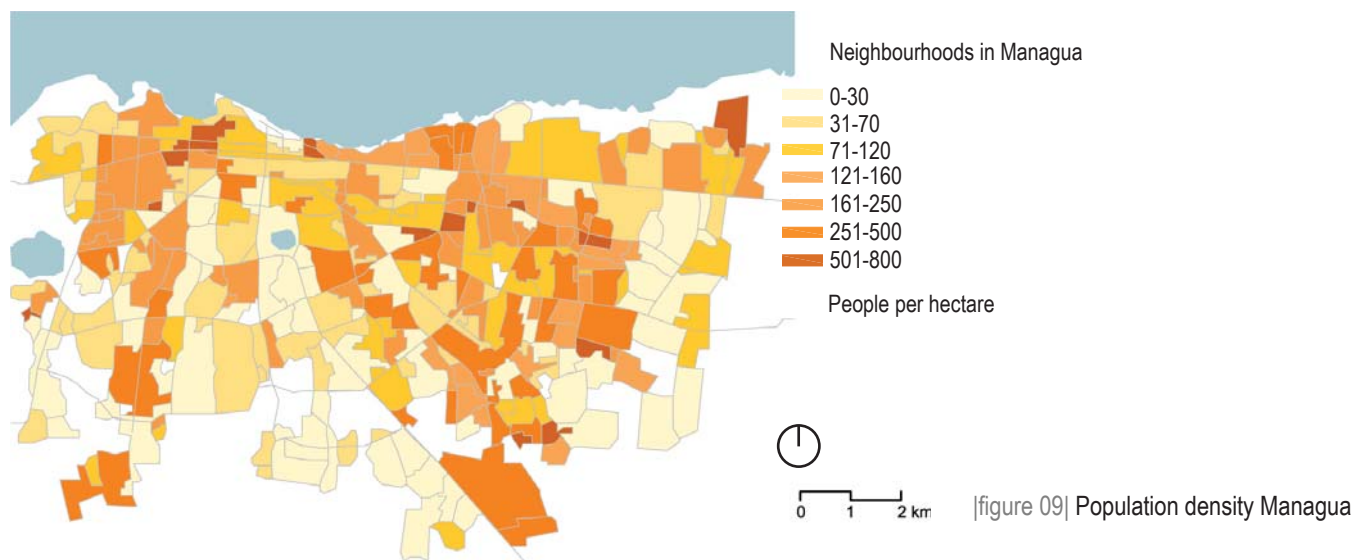 Neighbourhoods in Managua
0-30
31-70
71-120
121-160
161-250
251-500
501-800
People per hectare
0 1 2 km
|figure 09| Population density Managua